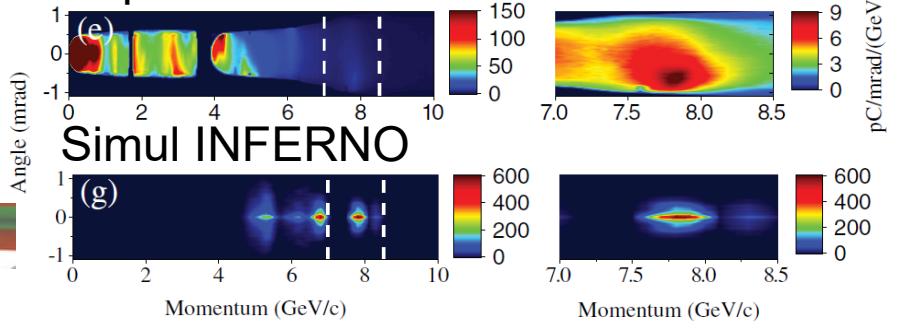 (e)
1
0
-1
0 2 4 6 8 10
150
100
50
0
7.0 7.5 8.0 8.5
9
6
3
0
pC/mrad/(GeV
Angle (mrad)
Simul INFERNO
(g)
1
0
-1
0 2 4 6 8 10
Momentum (GeV/c)
600
400
200
0
7.0 7.5 8.0 8.5
Momentum (GeV/c)
600
400
200
0